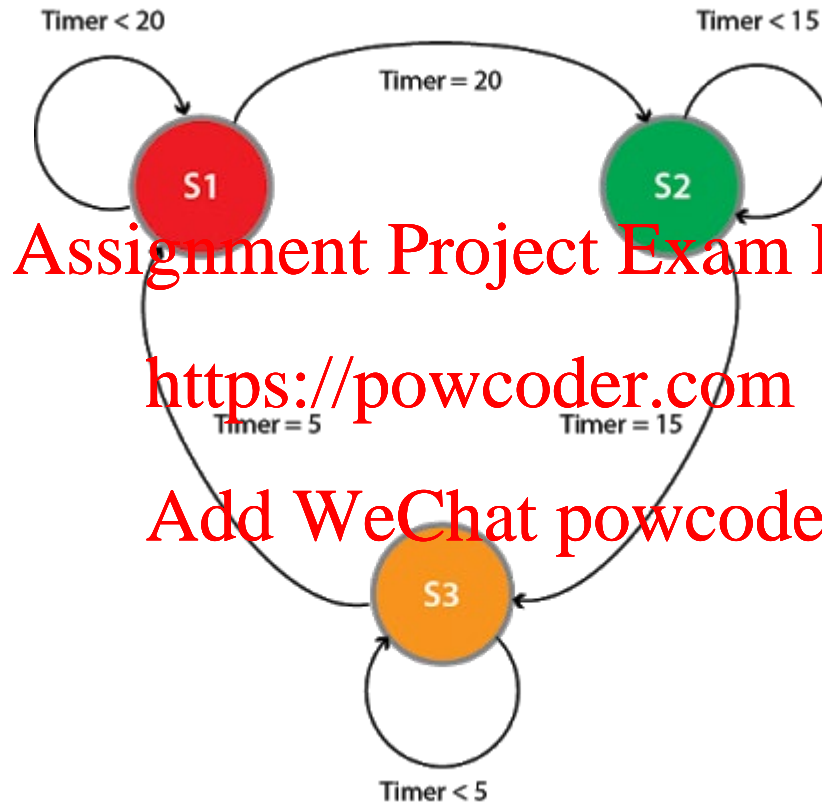 Timer < 20
Timer < 15
Timer = 20
S1
S2
Assignment Project Exam
https://powcoder.com
Timer = 5
Timer = 15
Add WeChat powcode
S3
Timer < 5